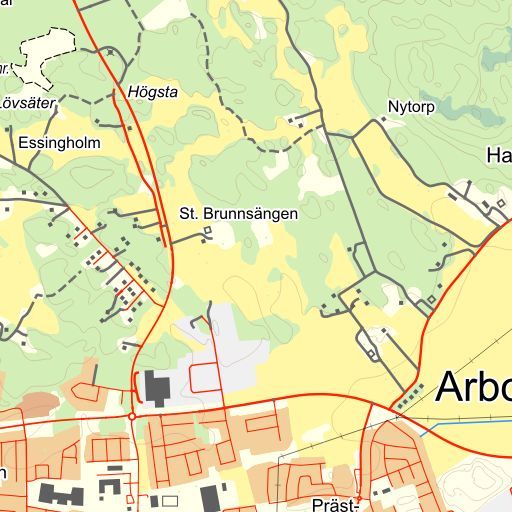 Högsta
Lövsäter
Nytorp
Essingholm
Ha
St. Brunnsängen
Arbo
Präst-